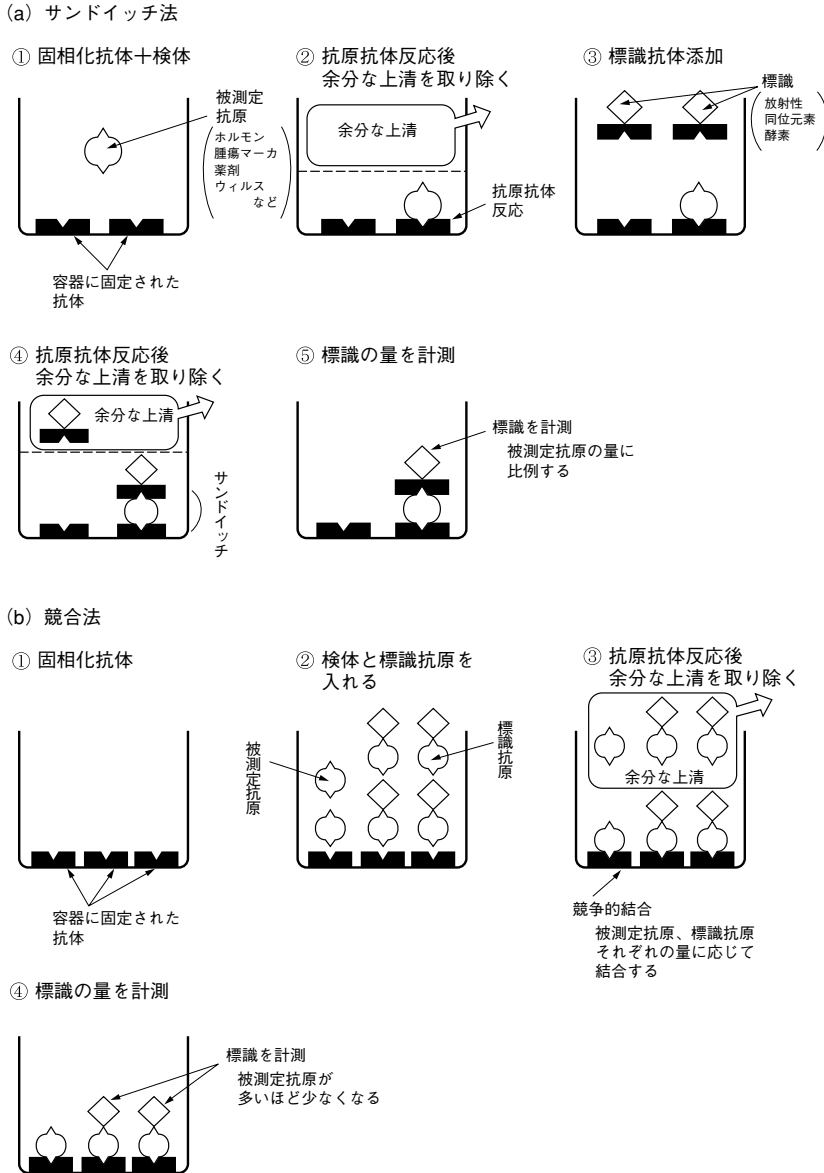 (a) サンドイッチ法
① 固相化抗体＋検体
被測定
抗原
ホルモン
腫瘍マーカ
薬剤
ウィルス
など
容器に固定された
抗体
② 抗原抗体反応後
余分な上清を取り除く
余分な上清
抗原抗体
反応
③ 標識抗体添加
標識
放射性
同位元素
酵素
④ 抗原抗体反応後
余分な上清を取り除く
余分な上清
サンドイッチ
⑤ 標識の量を計測
標識を計測
被測定抗原の量に
比例する
(b) 競合法
① 固相化抗体
容器に固定された
抗体
② 検体と標識抗原を
入れる
被測定抗原
標識抗原
③ 抗原抗体反応後
余分な上清を取り除く
余分な上清
競争的結合
被測定抗原、標識抗原
それぞれの量に応じて
結合する
④ 標識の量を計測
標識を計測
被測定抗原が
多いほど少なくなる